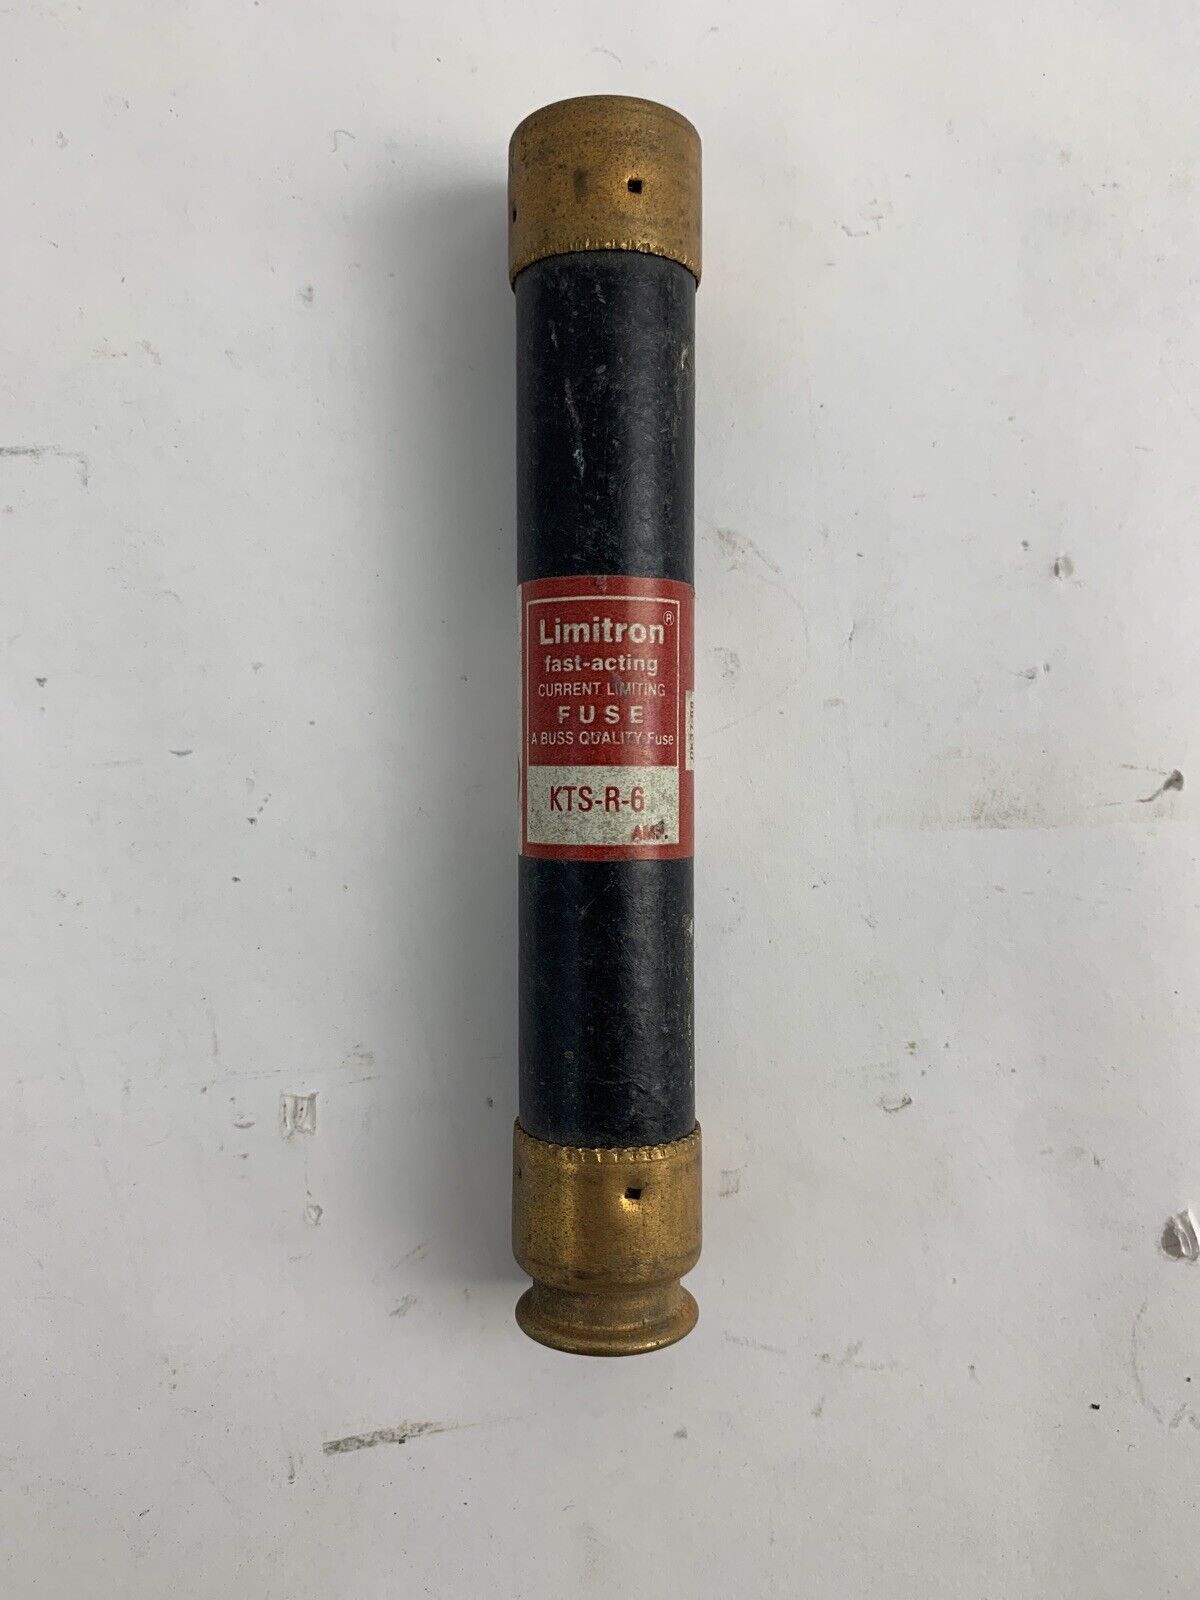 Limitron®
fast-acting
CURRENT LIMITING
FUSE
A BUSS QUALITY Fuse
KTS-R-6
AMP.